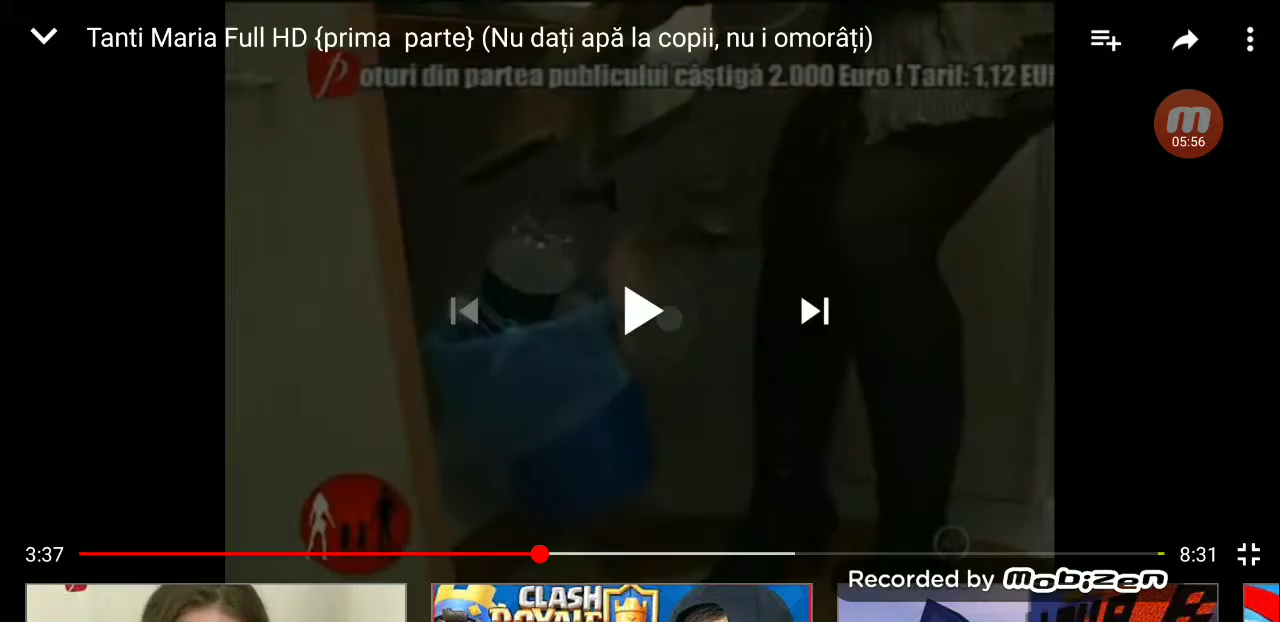 Tanti Maria Full HD {prima parte} (Nu dați apă la copii, nu i omorâți)
oturi din partea publicului câștigă 2.000 Euro ! Tarif: 1,12 EU
05:56
3:37
8:31
Recorded by mobizen
CLASH
ROYALE